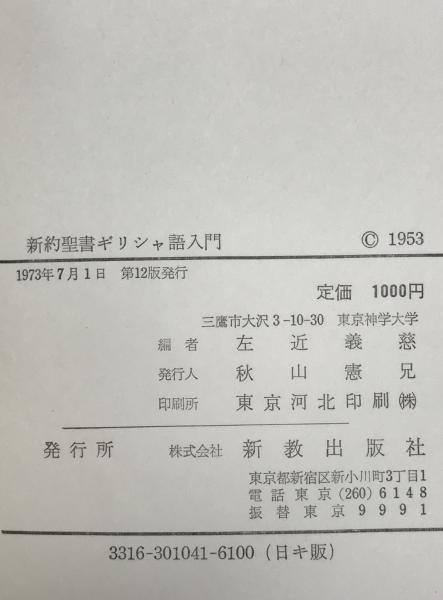 新約聖書ギリシャ語入門 © 1953
1973年7月1日 第12版発行
定価 1000円
三鷹市大沢3-10-30 東京神学大学
編者 左近義慈
発行人 秋山憲兄
印刷所 東京河北印刷㈱
発行所 株式会社 新教出版社
東京都新宿区新小川町3丁目1
電話東京(260)6148
振替東京9991
3316-301041-6100(日キ販)